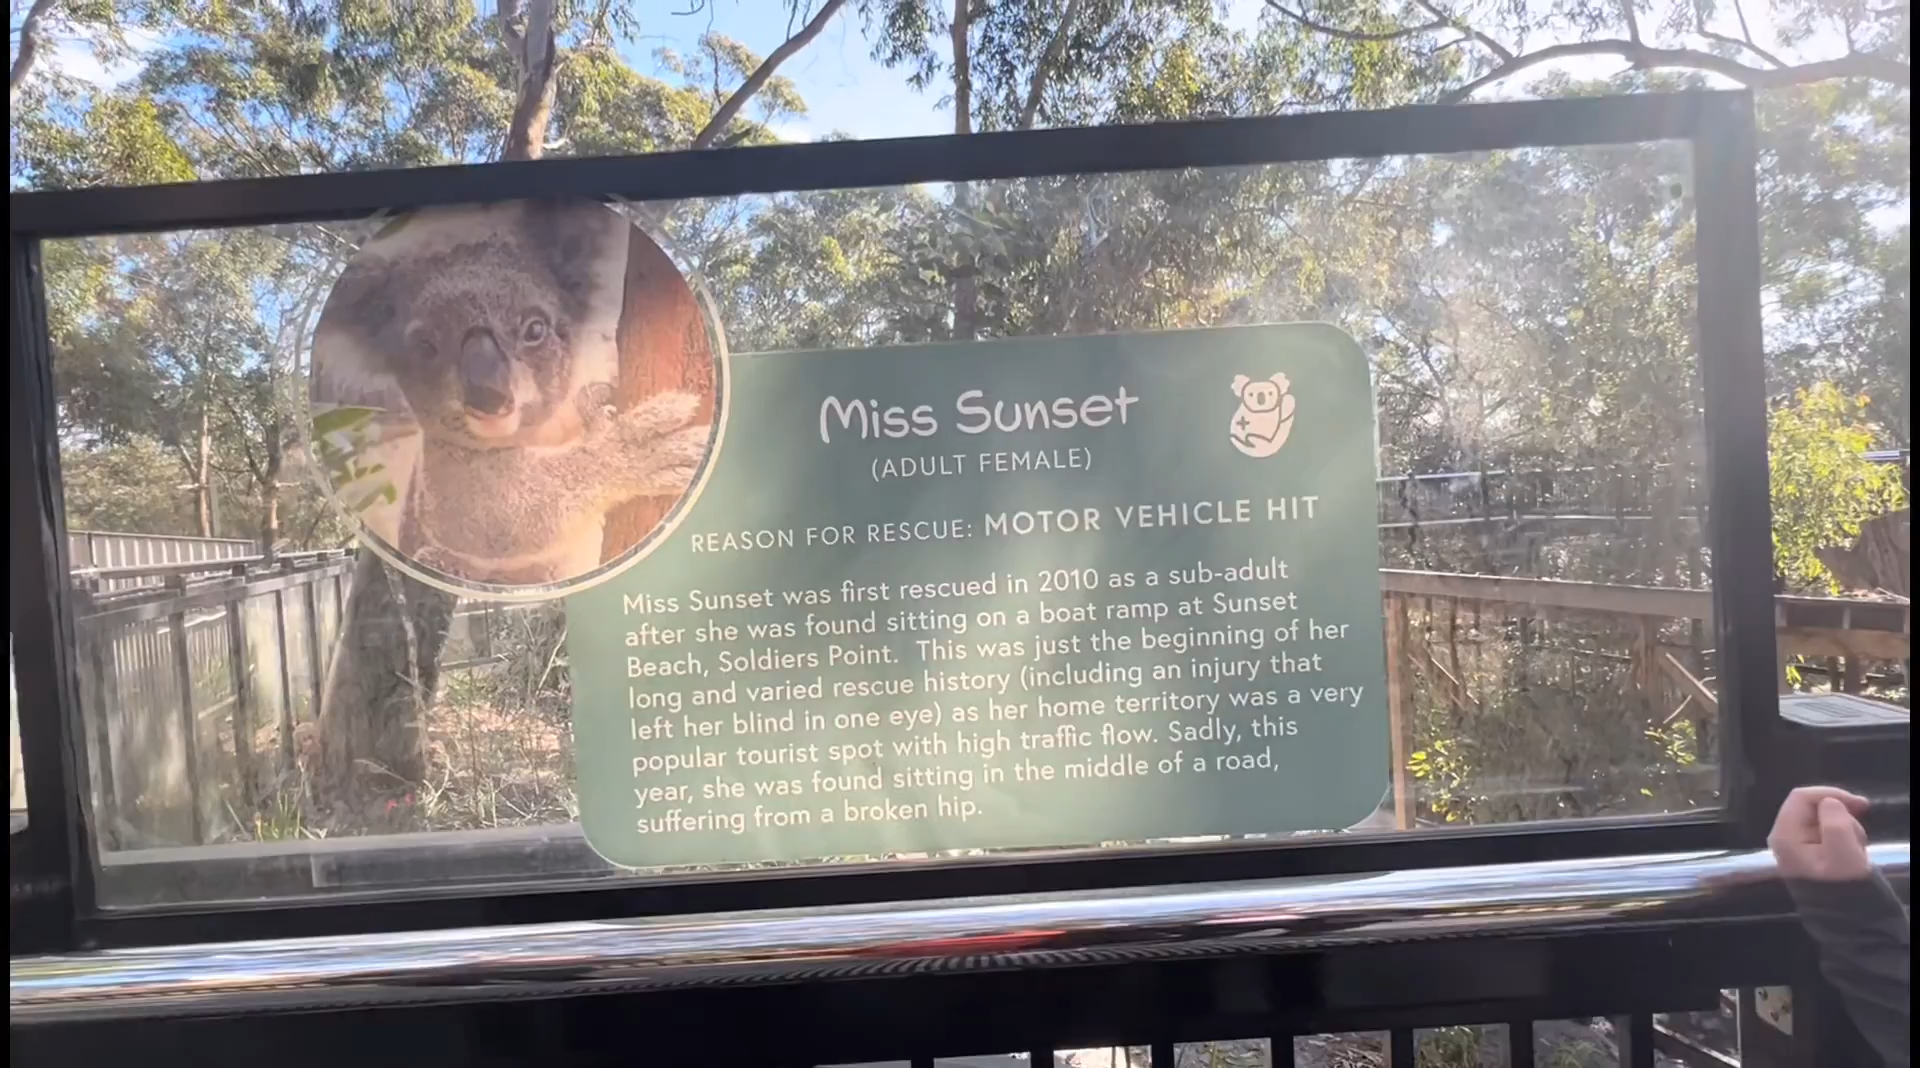 Miss Sunset
(ADULT FEMALE)
REASON FOR RESCUE: MOTOR VEHICLE HIT
Miss Sunset was first rescued in 2010 as a sub-adult
after she was found sitting on a boat ramp at Sunset
Beach, Soldiers Point. This was just the beginning of her
long and varied rescue history (including an injury that
left her blind in one eye) as her home territory was a very
popular tourist spot with high traffic flow. Sadly, this
year, she was found sitting in the middle of a road,
suffering from a broken hip.